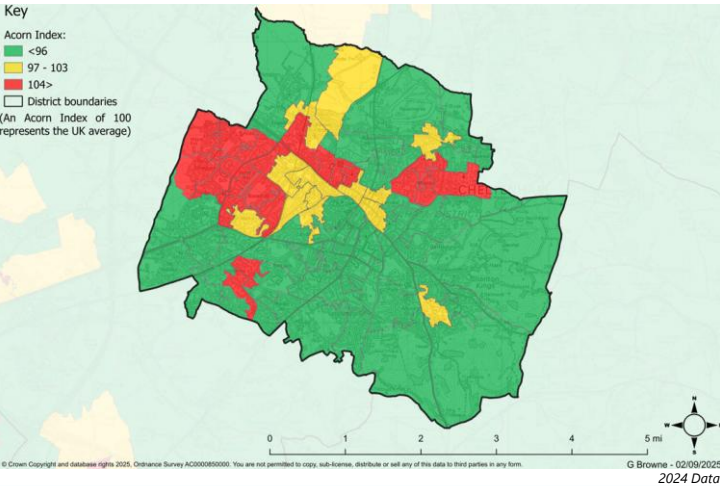 Key
Acorn Index:
<96
97 - 103
104>
District boundaries
(An Acorn Index of 100
represents the UK average)
CHEL
N
W
E
S
0 1 2 3 4 5 mi
© Crown Copyright and database rights 2025, Ordnance Survey AC0000850000. You are not permitted to copy, sub-license, distribute or sell any of this data to third parties in any form.
G Browne - 02/09/2025
2024 Data